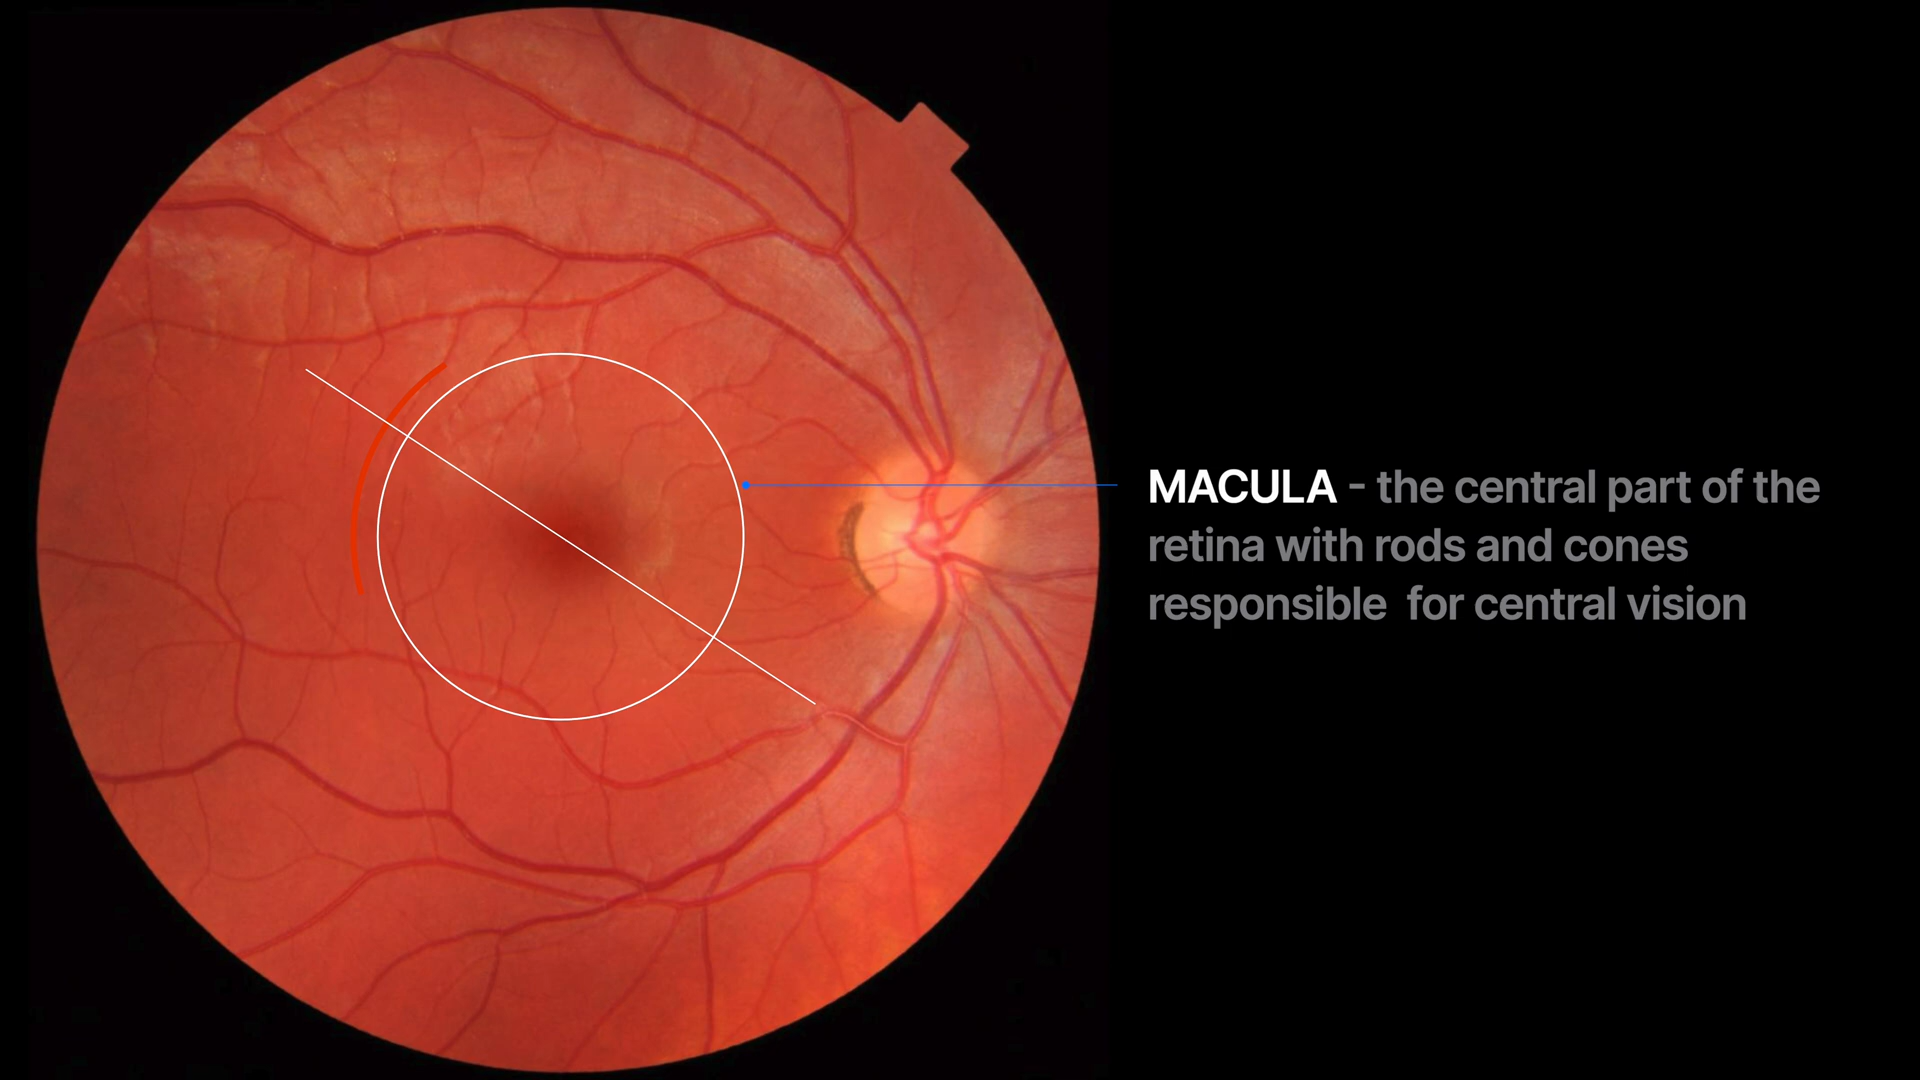 MACULA - the central part of the
retina with rods and cones
responsible  for central vision